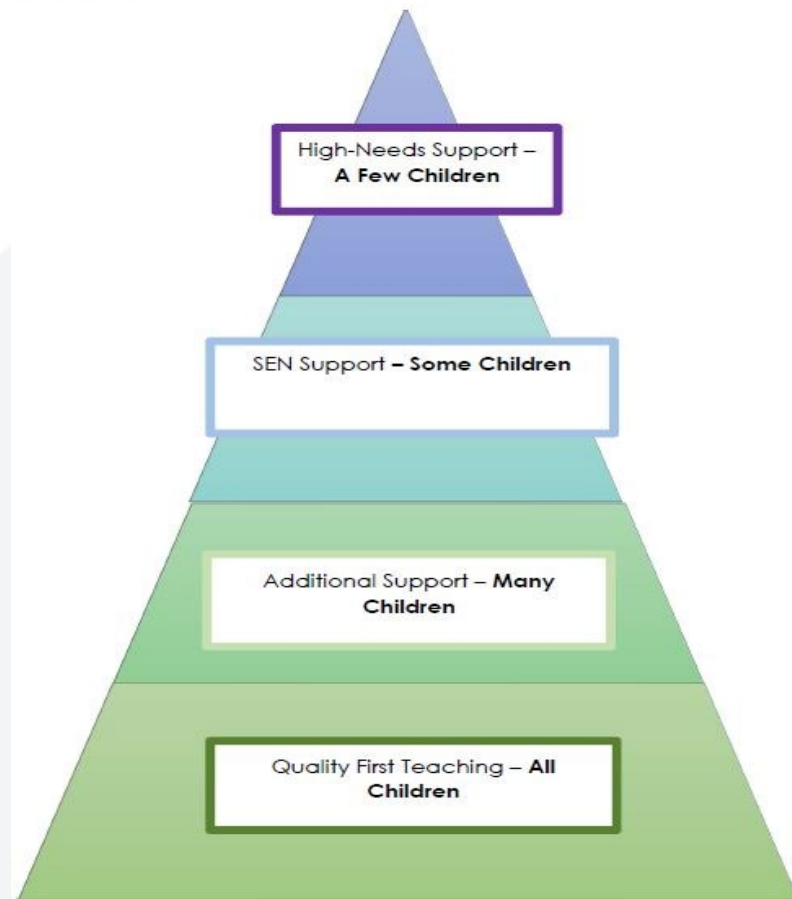 High-Needs Support –
A Few Children
SEN Support – Some Children
Additional Support – Many
Children
Quality First Teaching – All
Children